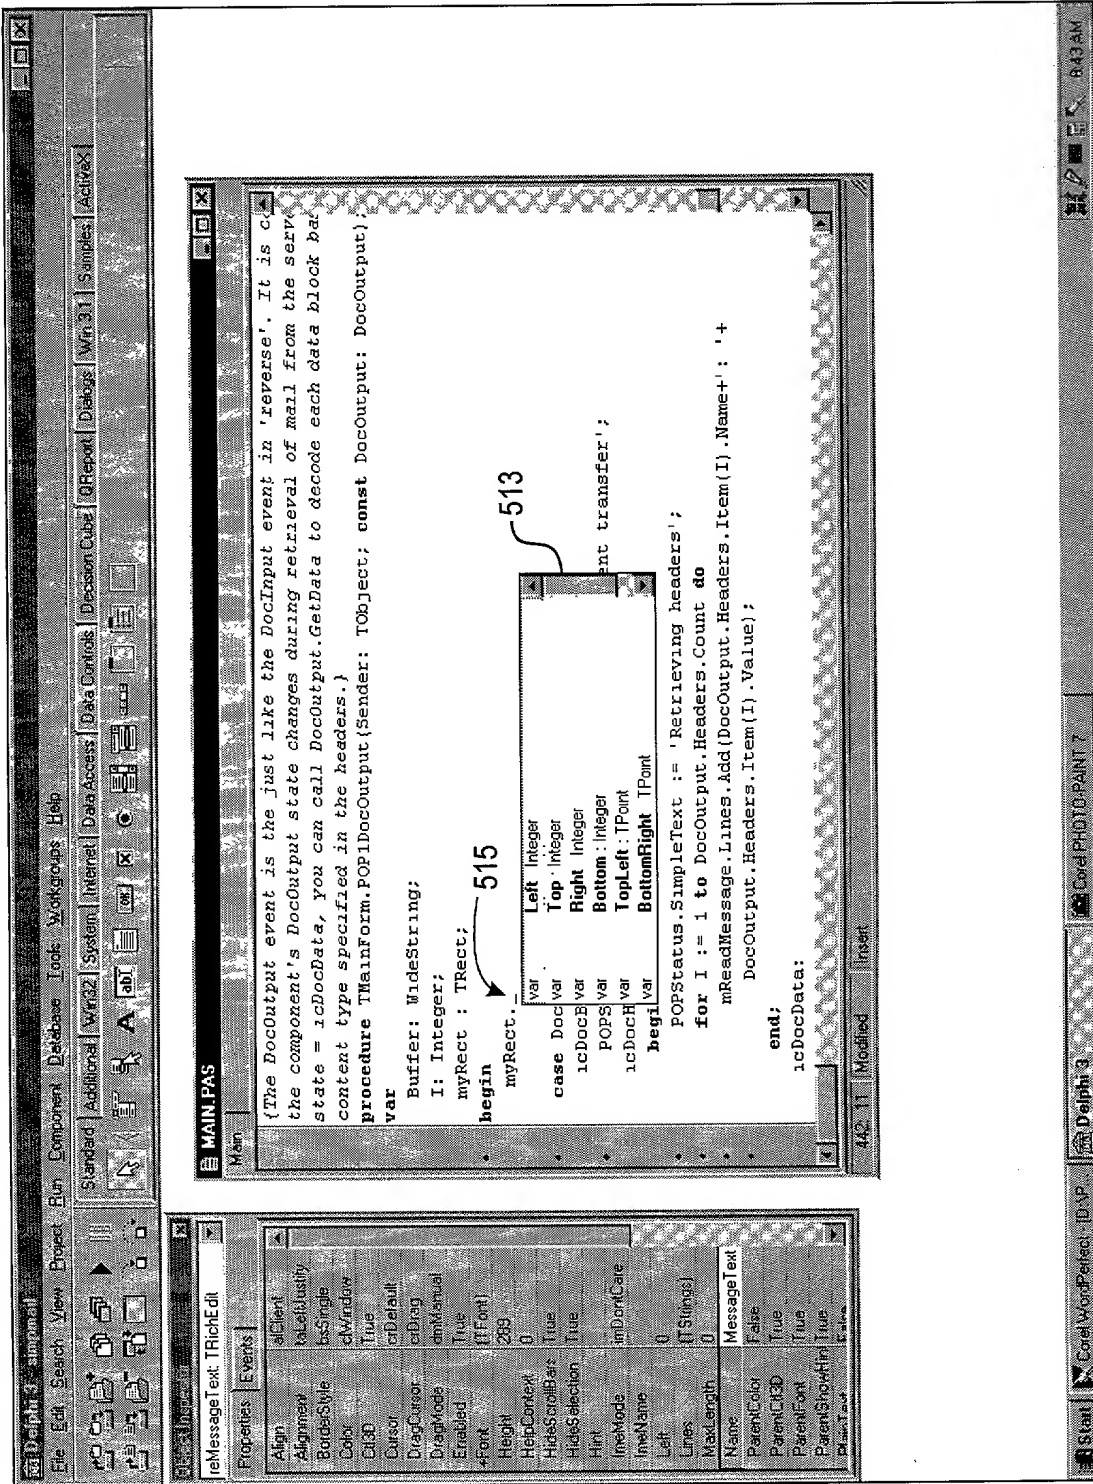 Delphi 3 - simpmail
File Edit Search View Project Run Component Database Tools Workgroups Help
Standard Additional Win32 System Internet Data Access Data Controls Decision Cube QReport Dialogs Win 3.1 Samples ActiveX
A abI OK
reMessageText: TRichEdit
Properties Events
Align alClient
Alignment taLeftJustify
BorderStyle bsSingle
Color clWindow
Ctl3D True
Cursor crDefault
DragCursor crDrag
DragMode dmManual
Enabled True
+Font (TFont)
Height 289
HelpContext 0
HideScrollBars True
HideSelection True
Hint
ImeMode imDontCare
ImeName
Left 0
Lines (TStrings)
MaxLength 0
Name MessageText
ParentColor False
ParentCtl3D True
ParentFont True
ParentShowHin True
PlainText False
MAIN.PAS
Main
{The DocOutput event is the just like the DocInput event in 'reverse'. It is ca
the component's DocOutput state changes during retrieval of mail from the serve
state = icDocData, you can call DocOutput.GetData to decode each data block bas
content type specified in the headers.}
procedure TMainForm.POP1DocOutput(Sender: TObject; const DocOutput: DocOutput);
var
Buffer: WideString;
I: Integer;
myRect : TRect;
begin
myRect._
515
513
var Left Integer
var Top : Integer
var Right Integer
var Bottom : Integer
var TopLeft : TPoint
var BottomRight TPoint
case Doc
icDocB
POPS
ent transfer';
icDocH
begi
POPStatus.SimpleText := 'Retrieving headers';
for I := 1 to DocOutput.Headers.Count do
mReadMessage.Lines.Add(DocOutput.Headers.Item(I).Name+': '+
DocOutput.Headers.Item(I).Value);
end;
icDocData:
442: 11 Modified Insert
Start Corel WordPerfect - [D:\SP Delphi 3 Corel PHOTO-PAINT 7 8:43 AM